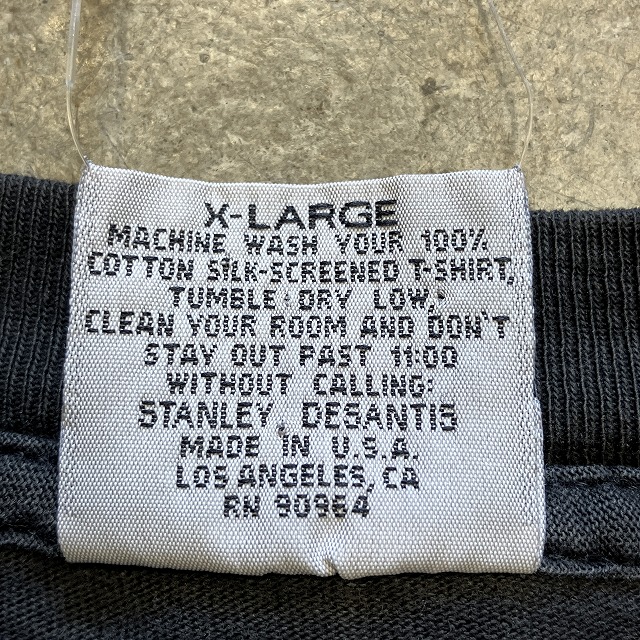 X-LARGE
MACHINE WASH YOUR 100%
COTTON SILK-SCREENED T-SHIRT,
TUMBLE DRY LOW,
CLEAN YOUR ROOM AND DON'T
STAY OUT PAST 11:00
WITHOUT CALLING:
STANLEY DESANTIS
MADE IN U.S.A.
LOS ANGELES, CA
RN 90964